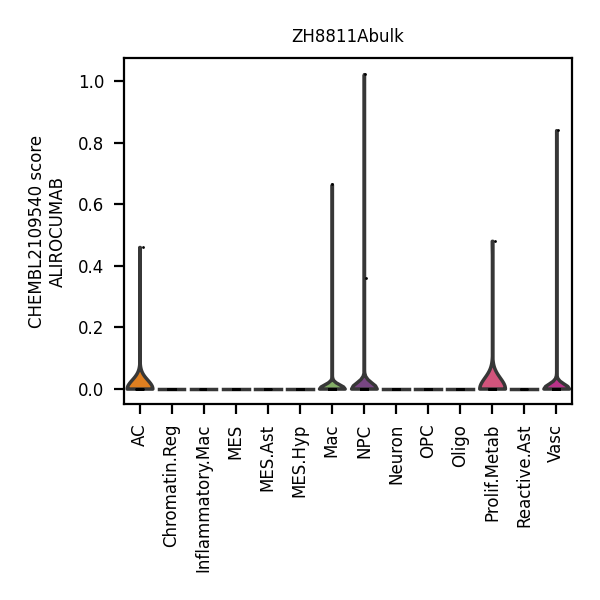 ZH8811Abulk
CHEMBL2109540 score
ALIROCUMAB
1.0
0.8
0.6
0.4
0.2
0.0
AC
Chromatin.Reg
Inflammatory.Mac
MES
MES.Ast
MES.Hyp
Mac
NPC
Neuron
OPC
Oligo
Prolif.Metab
Reactive.Ast
Vasc